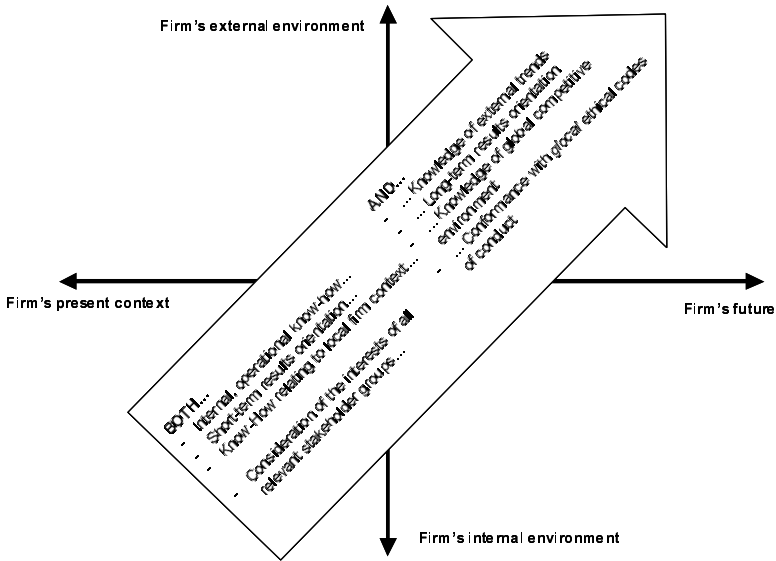 Firm's external environment
AND...
- ...Knowledge of external trends
- ... Long-term results orientation
- ... Knowledge of global competitive
environment
- ...Conformance with glocal ethical codes
of conduct
Firm's present context
Firm's future
BOTH...
- Internal, operational know-how...
- Short-term results orientation...
- Know-How relating to local firm context...
- Consideration of the interests of all
relevant stakeholder groups...
Firm's internal environment